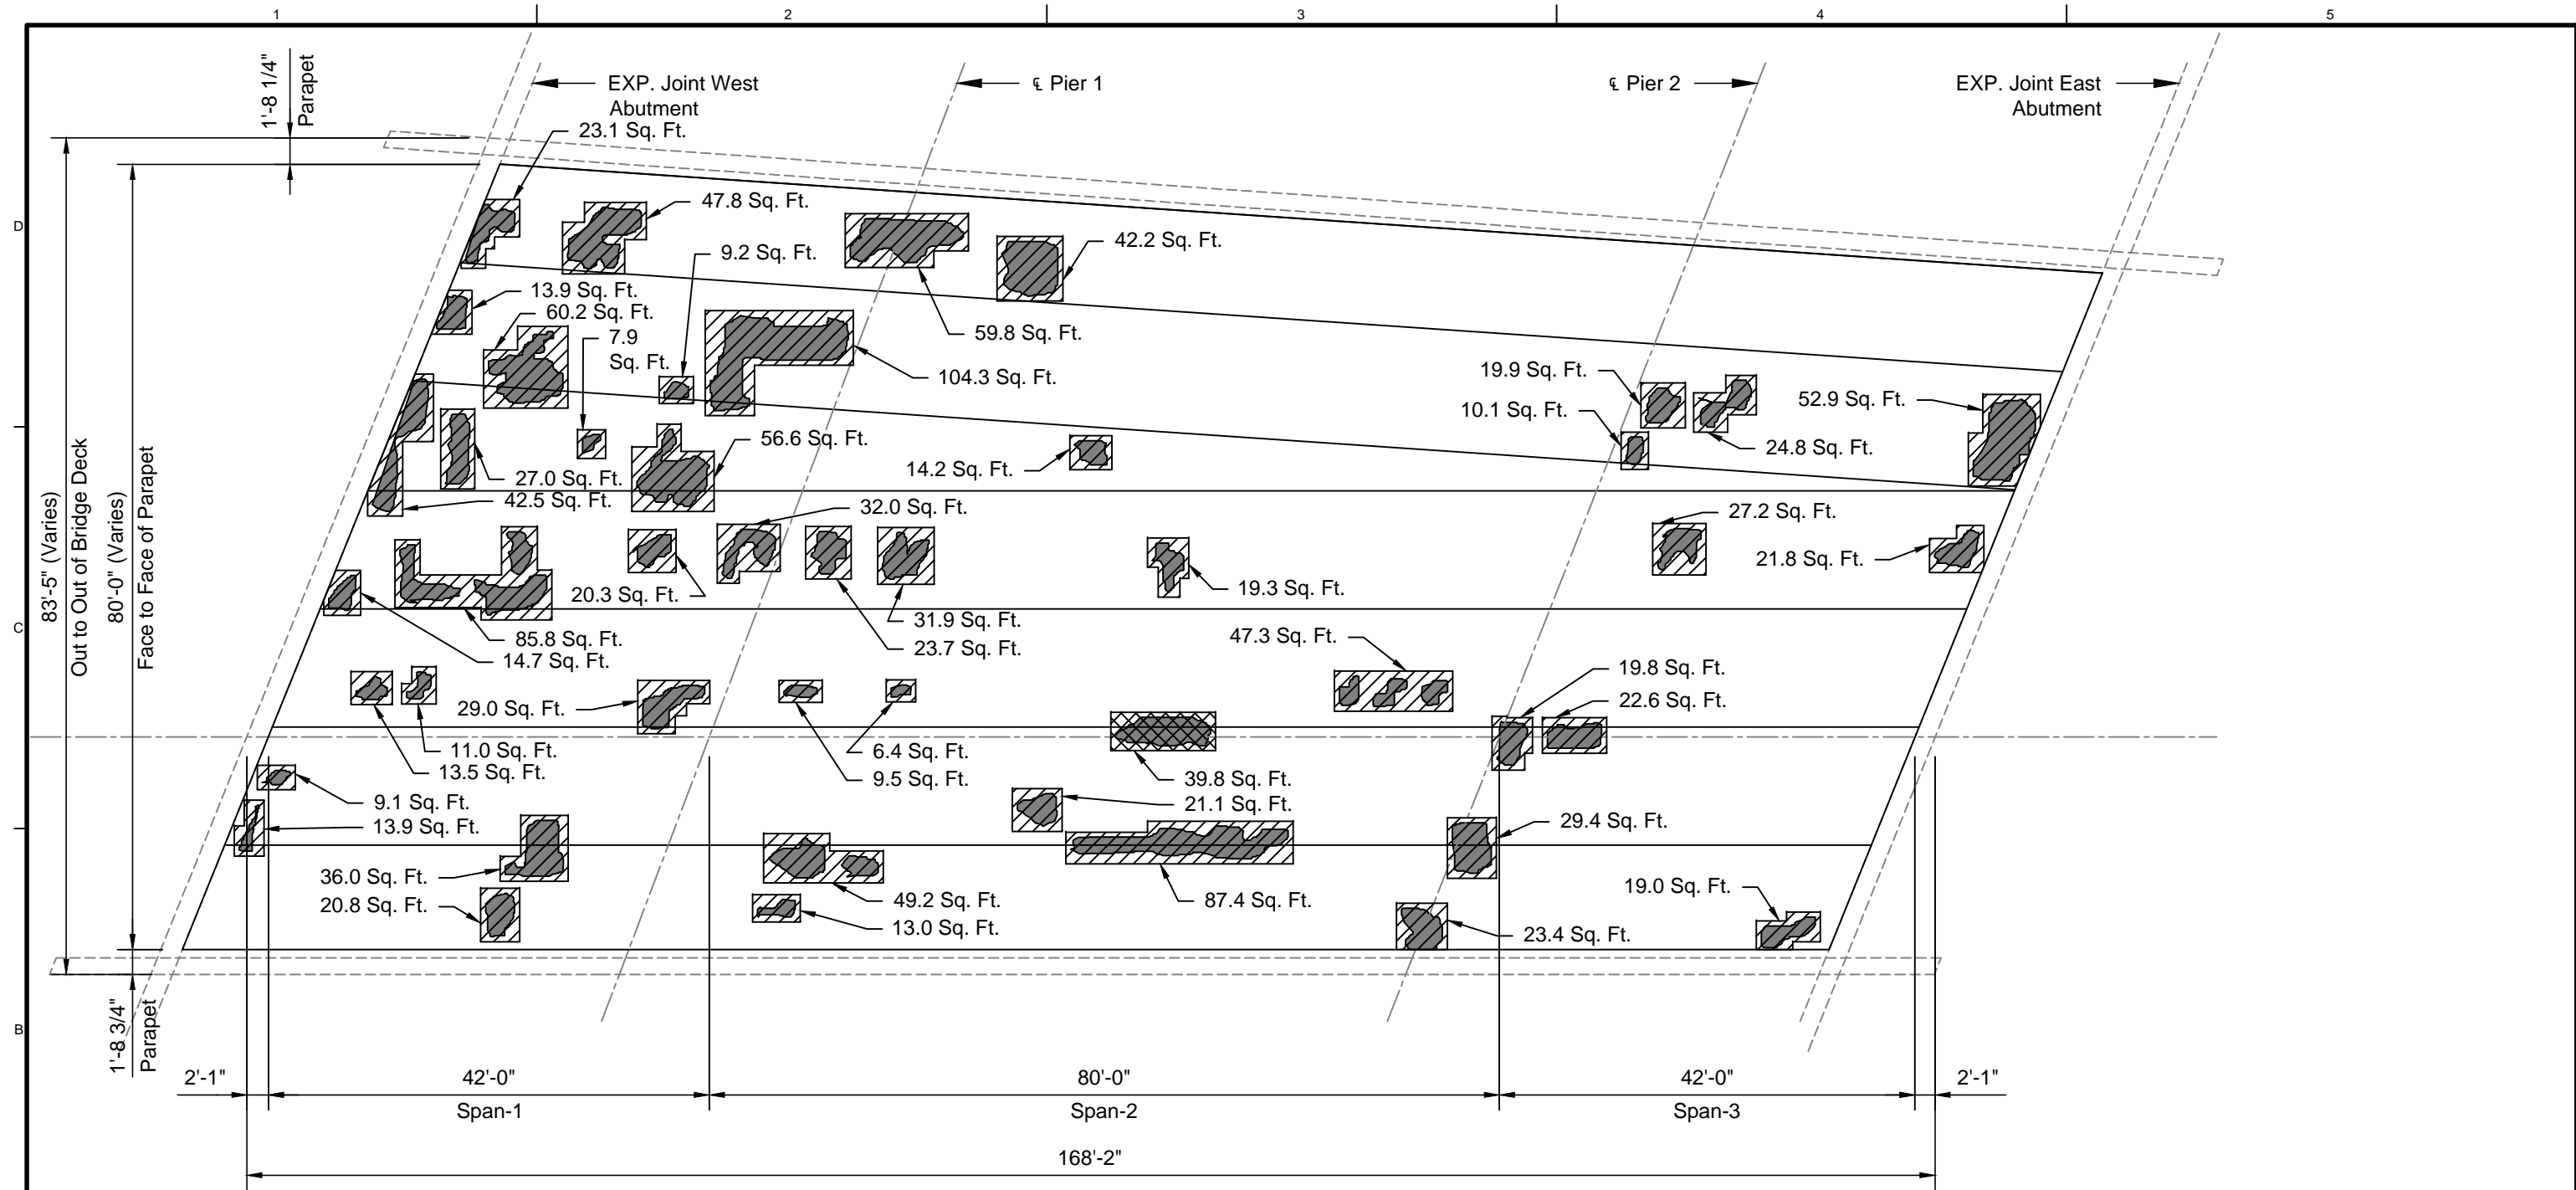 1 2 3 4 5
1'-8 1/4"
Parapet
EXP. Joint West
Abutment
℄ Pier 1
℄ Pier 2
EXP. Joint East
Abutment
23.1 Sq. Ft.
D
47.8 Sq. Ft.
9.2 Sq. Ft.
42.2 Sq. Ft.
13.9 Sq. Ft.
60.2 Sq. Ft.
7.9
Sq. Ft.
59.8 Sq. Ft.
104.3 Sq. Ft.
19.9 Sq. Ft.
10.1 Sq. Ft.
52.9 Sq. Ft.
24.8 Sq. Ft.
56.6 Sq. Ft.
14.2 Sq. Ft.
27.0 Sq. Ft.
42.5 Sq. Ft.
32.0 Sq. Ft.
27.2 Sq. Ft.
21.8 Sq. Ft.
83'-5" (Varies)
Out to Out of Bridge Deck
80'-0" (Varies)
Face to Face of Parapet
20.3 Sq. Ft.
19.3 Sq. Ft.
C
31.9 Sq. Ft.
85.8 Sq. Ft.
23.7 Sq. Ft.
14.7 Sq. Ft.
47.3 Sq. Ft.
19.8 Sq. Ft.
22.6 Sq. Ft.
29.0 Sq. Ft.
11.0 Sq. Ft.
13.5 Sq. Ft.
6.4 Sq. Ft.
9.5 Sq. Ft.
39.8 Sq. Ft.
9.1 Sq. Ft.
13.9 Sq. Ft.
21.1 Sq. Ft.
29.4 Sq. Ft.
36.0 Sq. Ft.
20.8 Sq. Ft.
49.2 Sq. Ft.
13.0 Sq. Ft.
87.4 Sq. Ft.
19.0 Sq. Ft.
23.4 Sq. Ft.
B
1'-8 3/4"
Parapet
2'-1" 42'-0" 80'-0" 42'-0" 2'-1"
Span-1 Span-2 Span-3
168'-2"